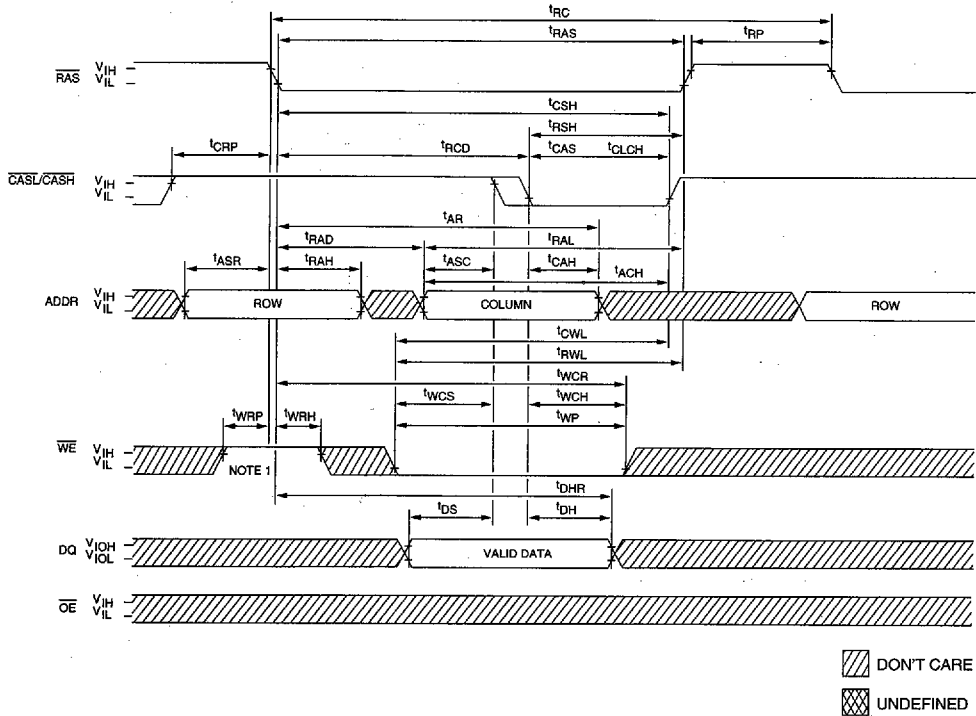 tRC
tRAS
tRP
RAS VIH VIL
tCSH
tRSH
tCRP
tRCD
tCAS
tCLCH
CASL/CASH VIH VIL
tAR
tRAD
tRAL
tASR
tRAH
tASC
tCAH
tACH
ADDR VIH VIL
ROW
COLUMN
ROW
tCWL
tRWL
tWCR
tWCS
tWCH
tWRP
tWRH
tWP
WE VIH VIL
NOTE 1
tDHR
tDS
tDH
DQ VIOH VIOL
VALID DATA
OE VIH VIL
DON'T CARE
UNDEFINED